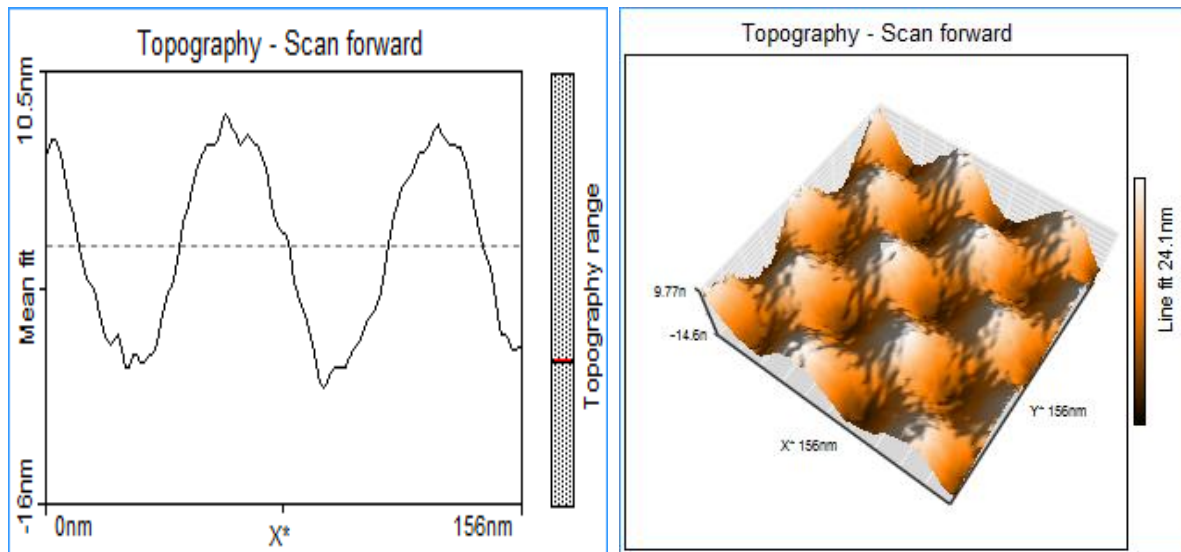 Topography - Scan forward
10.5nm
Mean fit
-16nm
0nm
X*
156nm
Topography range
Topography - Scan forward
9.77n
-14.6n
X* 156nm
Y* 156nm
Line fit 24.1nm